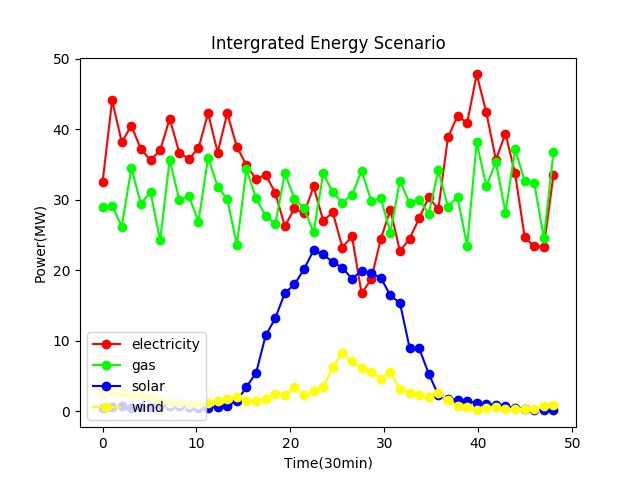 Intergrated Energy Scenario
Power(MW)
50
40
30
20
10
0
electricity
gas
solar
wind
0 10 20 30 40 50
Time(30min)